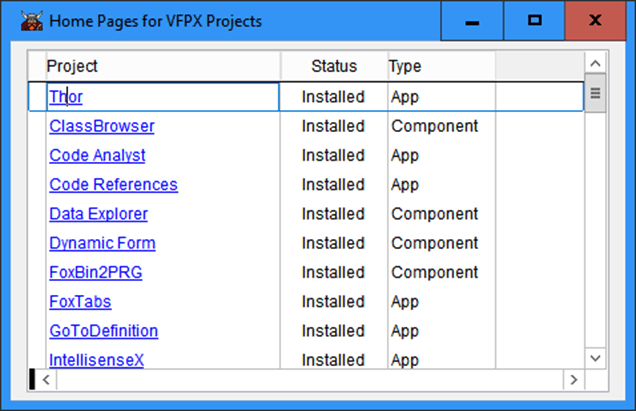 Home Pages for VFPX Projects
Project Status Type
Thor Installed App
ClassBrowser Installed Component
Code Analyst Installed App
Code References Installed App
Data Explorer Installed Component
Dynamic Form Installed Component
FoxBin2PRG Installed Component
FoxTabs Installed App
GoToDefinition Installed App
IntellisenseX Installed App